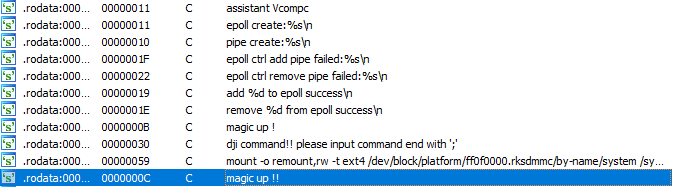 .rodata:000... 00000011 C assistant Vcompc
.rodata:000... 00000011 C epoll create:%s\n
.rodata:000... 00000010 C pipe create:%s\n
.rodata:000... 0000001F C epoll ctrl add pipe failed:%s\n
.rodata:000... 00000022 C epoll ctrl remove pipe failed:%s\n
.rodata:000... 00000019 C add %d to epoll success\n
.rodata:000... 0000001E C remove %d from epoll success\n
.rodata:000... 0000000B C magic up !
.rodata:000... 00000030 C dji command!! please input command end with ';'
.rodata:000... 00000059 C mount -o remount,rw -t ext4 /dev/block/platform/ff0f0000.rksdmmc/by-name/system /sy...
.rodata:000... 0000000C C magic up !!